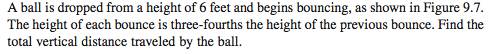 A ball is dropped from a height of 6 feet and begins bouncing, as shown in Figure 9.7.
The height of each bounce is three-fourths the height of the previous bounce. Find the
total vertical distance traveled by the ball.